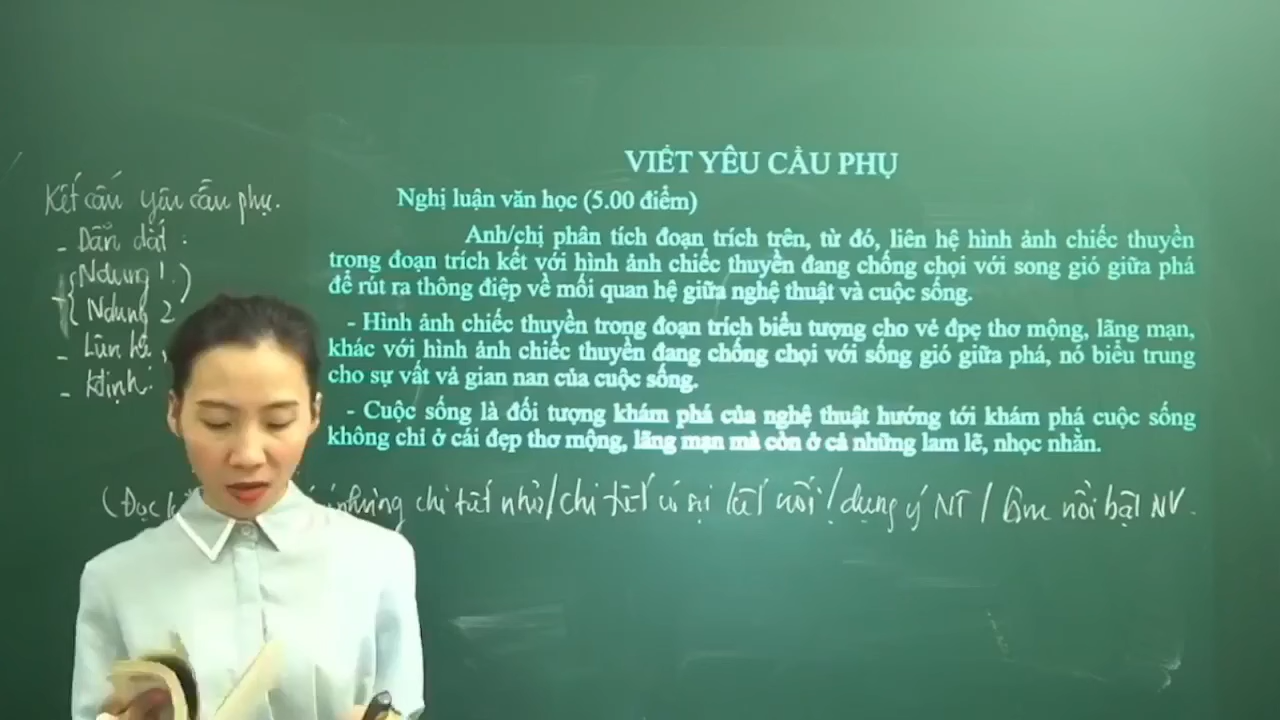 VIẾT YÊU CẦU PHỤ
Nghị luận văn học (5.00 điểm)
Anh/chị phân tích đoạn trích trên, từ đó, liên hệ hình ảnh chiếc thuyền
trong đoạn trích kết với hình ảnh chiếc thuyền đang chống chọi với song gió giữa phá
để rút ra thông điệp về mối quan hệ giữa nghệ thuật và cuộc sống.
- Hình ảnh chiếc thuyền trong đoạn trích biểu tượng cho vẻ đpẹ thơ mộng, lãng mạn,
khác với hình ảnh chiếc thuyền đang chống chọi với sống gió giữa phá, nó biểu trung
cho sự vất vả gian nan của cuộc sống.
- Cuộc sống là đối tượng khám phá của nghệ thuật hướng tới khám phá cuộc sống
không chỉ ở cái đẹp thơ mộng, lãng mạn mà còn ở cả những lam lẽ, nhọc nhằn.
Kết cấu yêu cầu phụ.
- Dẫn dắt :
Ndung 1.
Ndung 2
-
- Kđịnh:
(Đọc những chi tiết nhỏ / chi tiết có sự kết nối / dụng ý NT / làm nổi bật NV.